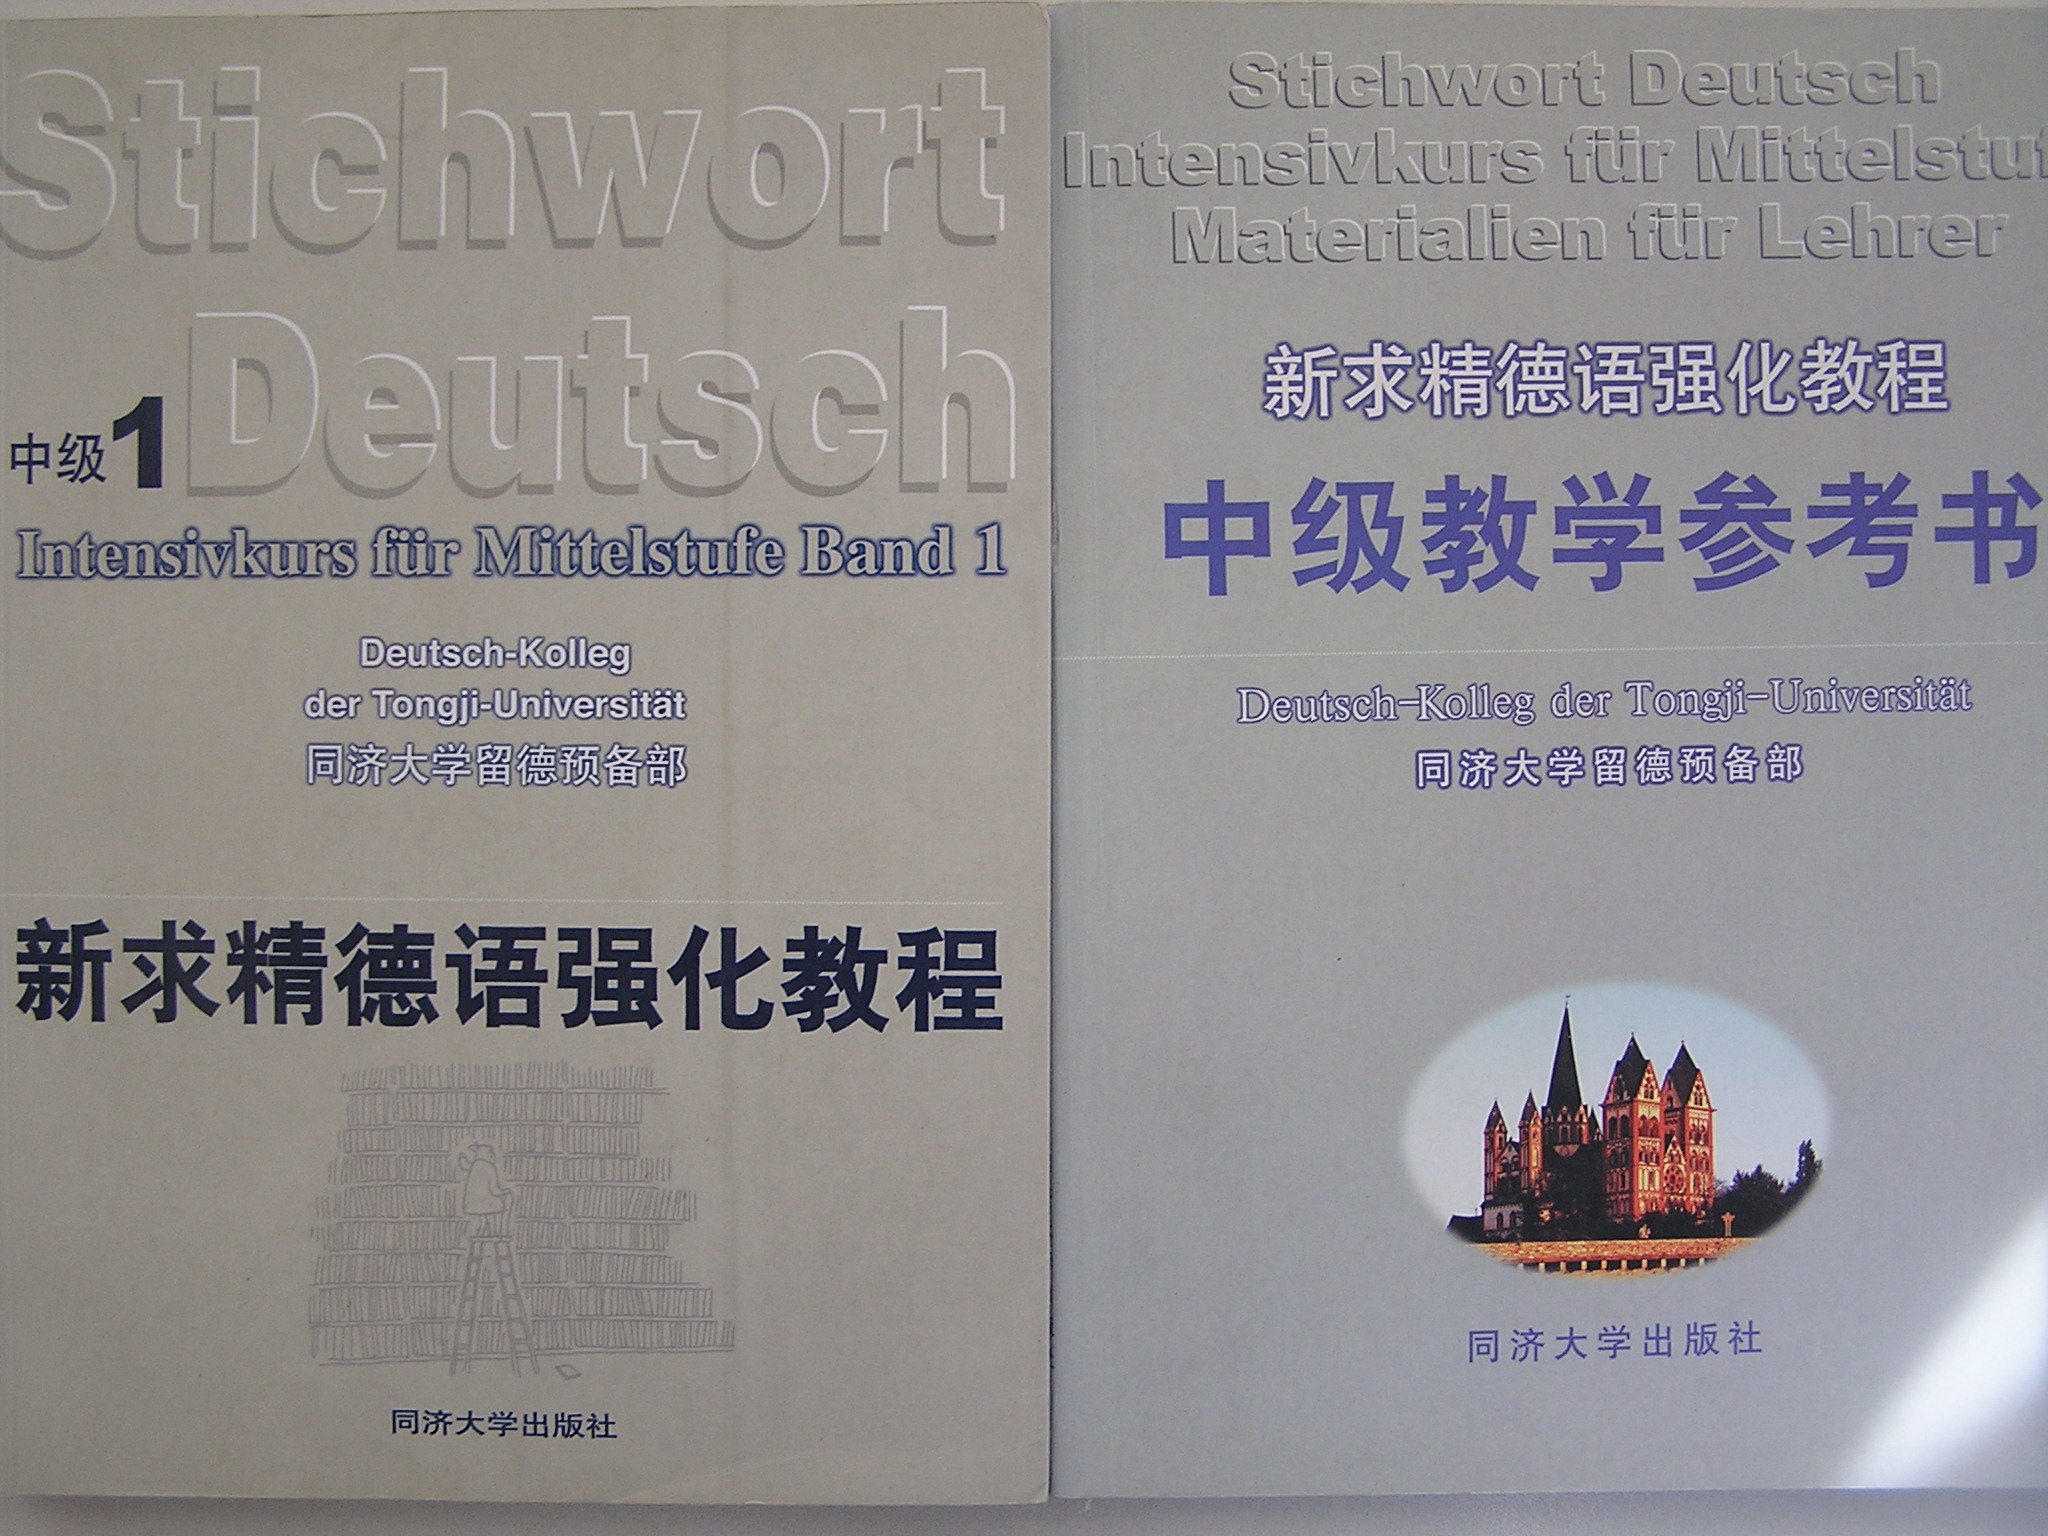 Stichwort
Deutsch
中级1
Intensivkurs für Mittelstufe Band 1
Deutsch-Kolleg
der Tongji-Universität
同济大学留德预备部
新求精德语强化教程
同济大学出版社
Stichwort Deutsch
Intensivkurs für Mittelstuf
Materialien für Lehrer
新求精德语强化教程
中级教学参考书
Deutsch-Kolleg der Tongji-Universität
同济大学留德预备部
同济大学出版社